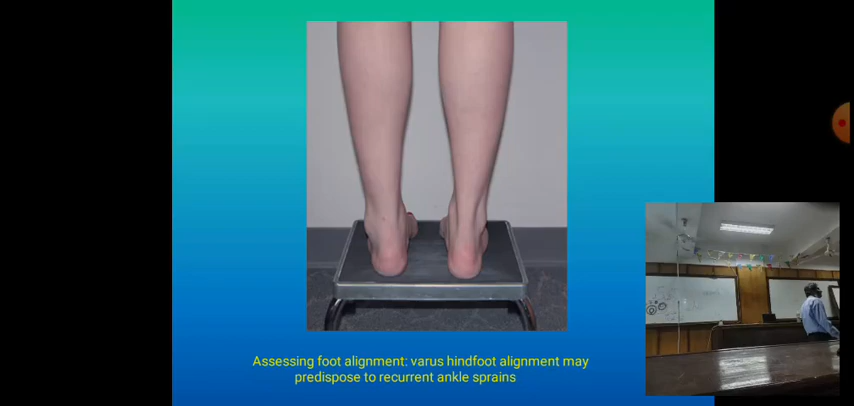 Assessing foot alignment: varus hindfoot alignment may
predispose to recurrent ankle sprains